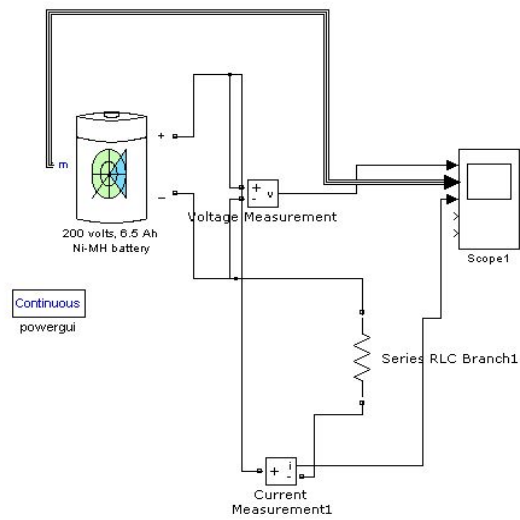 m
+
_
200 volts, 6.5 Ah
Ni-MH battery
+
-
v
Voltage Measurement
Scope1
Continuous
powergui
Series RLC Branch1
+
i
-
Current
Measurement1